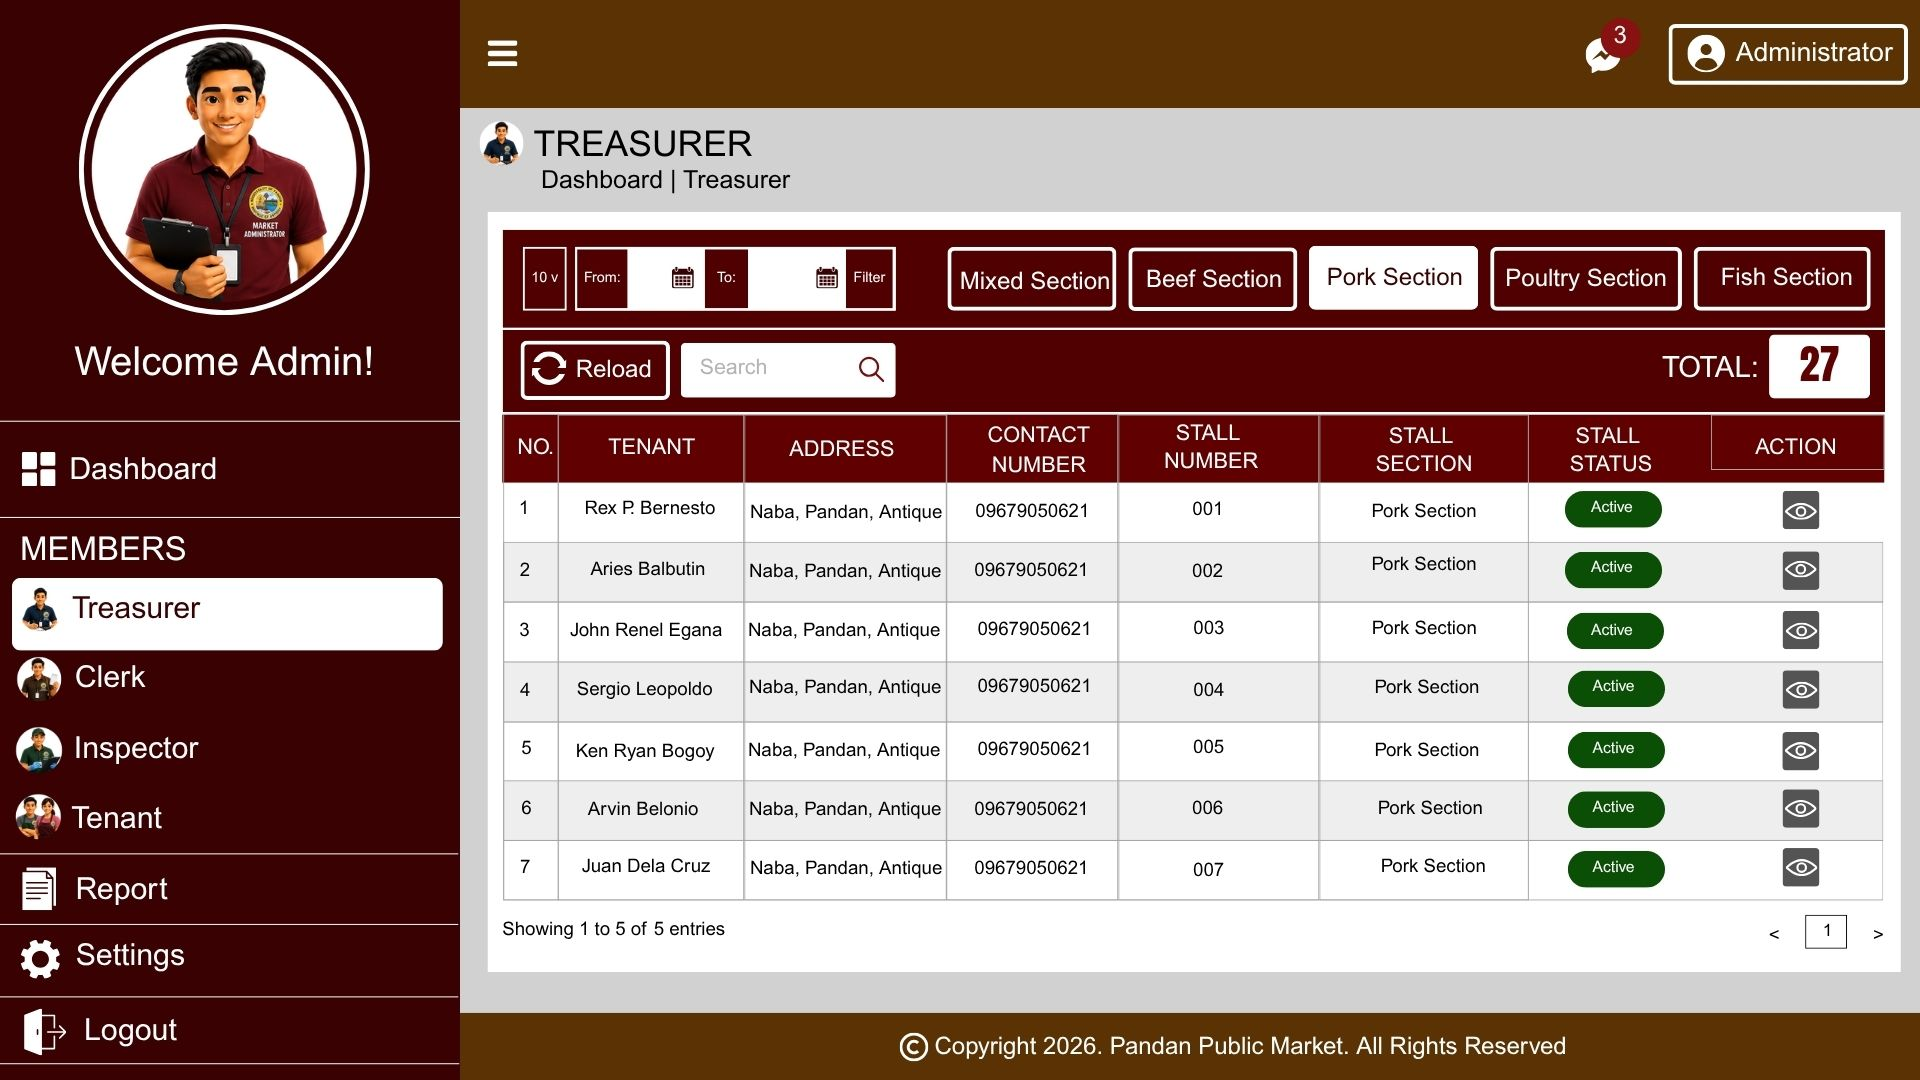 3
Administrator
MARKET
ADMINISTRATOR
Welcome Admin!
Dashboard
MEMBERS
Treasurer
Clerk
Inspector
Tenant
Report
Settings
Logout
TREASURER
Dashboard | Treasurer
10 v From: To: Filter
Mixed Section Beef Section Pork Section Poultry Section Fish Section
Reload Search TOTAL: 27
NO. TENANT ADDRESS CONTACT NUMBER STALL NUMBER STALL SECTION STALL STATUS ACTION
1 Rex P. Bernesto Naba, Pandan, Antique 09679050621 001 Pork Section Active
2 Aries Balbutin Naba, Pandan, Antique 09679050621 002 Pork Section Active
3 John Renel Egana Naba, Pandan, Antique 09679050621 003 Pork Section Active
4 Sergio Leopoldo Naba, Pandan, Antique 09679050621 004 Pork Section Active
5 Ken Ryan Bogoy Naba, Pandan, Antique 09679050621 005 Pork Section Active
6 Arvin Belonio Naba, Pandan, Antique 09679050621 006 Pork Section Active
7 Juan Dela Cruz Naba, Pandan, Antique 09679050621 007 Pork Section Active
Showing 1 to 5 of 5 entries
< 1 >
© Copyright 2026. Pandan Public Market. All Rights Reserved